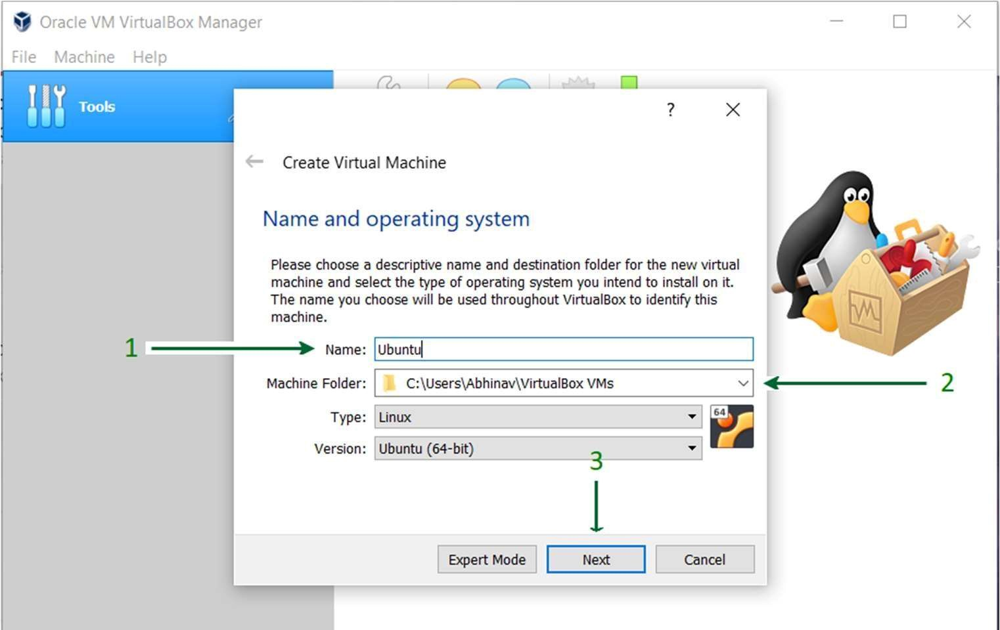 Oracle VM VirtualBox Manager
File Machine Help
Tools
?
Create Virtual Machine
Name and operating system
Please choose a descriptive name and destination folder for the new virtual
machine and select the type of operating system you intend to install on it.
The name you choose will be used throughout VirtualBox to identify this
machine.
1 Name: Ubuntu
Machine Folder: C:\Users\Abhinav\VirtualBox VMs 2
Type: Linux 64
Version: Ubuntu (64-bit)
3
Expert Mode Next Cancel